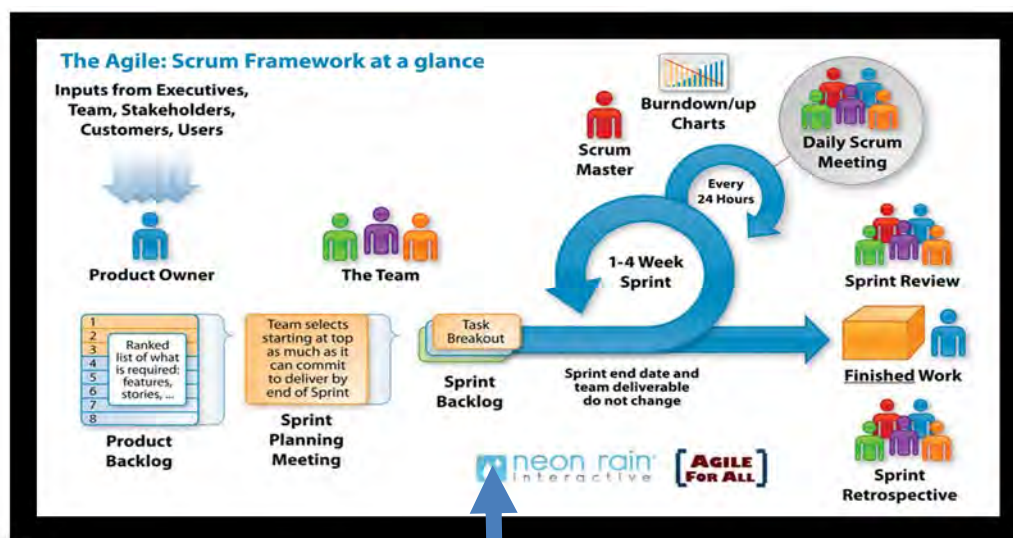 The Agile: Scrum Framework at a glance
Inputs from Executives,
Team, Stakeholders,
Customers, Users
Product Owner
The Team
Scrum
Master
Burndown/up
Charts
Daily Scrum
Meeting
Every
24 Hours
1-4 Week
Sprint
Sprint Review
1
2
3
4
5
6
7
8
Ranked
list of what
is required:
features,
stories, ...
Product
Backlog
Team selects
starting at top
as much as it
can commit
to deliver by
end of Sprint
Sprint
Planning
Meeting
Task
Breakout
Sprint
Backlog
Sprint end date and
team deliverable
do not change
Finished Work
Sprint
Retrospective
neon rain
interactive
AGILE
FOR ALL